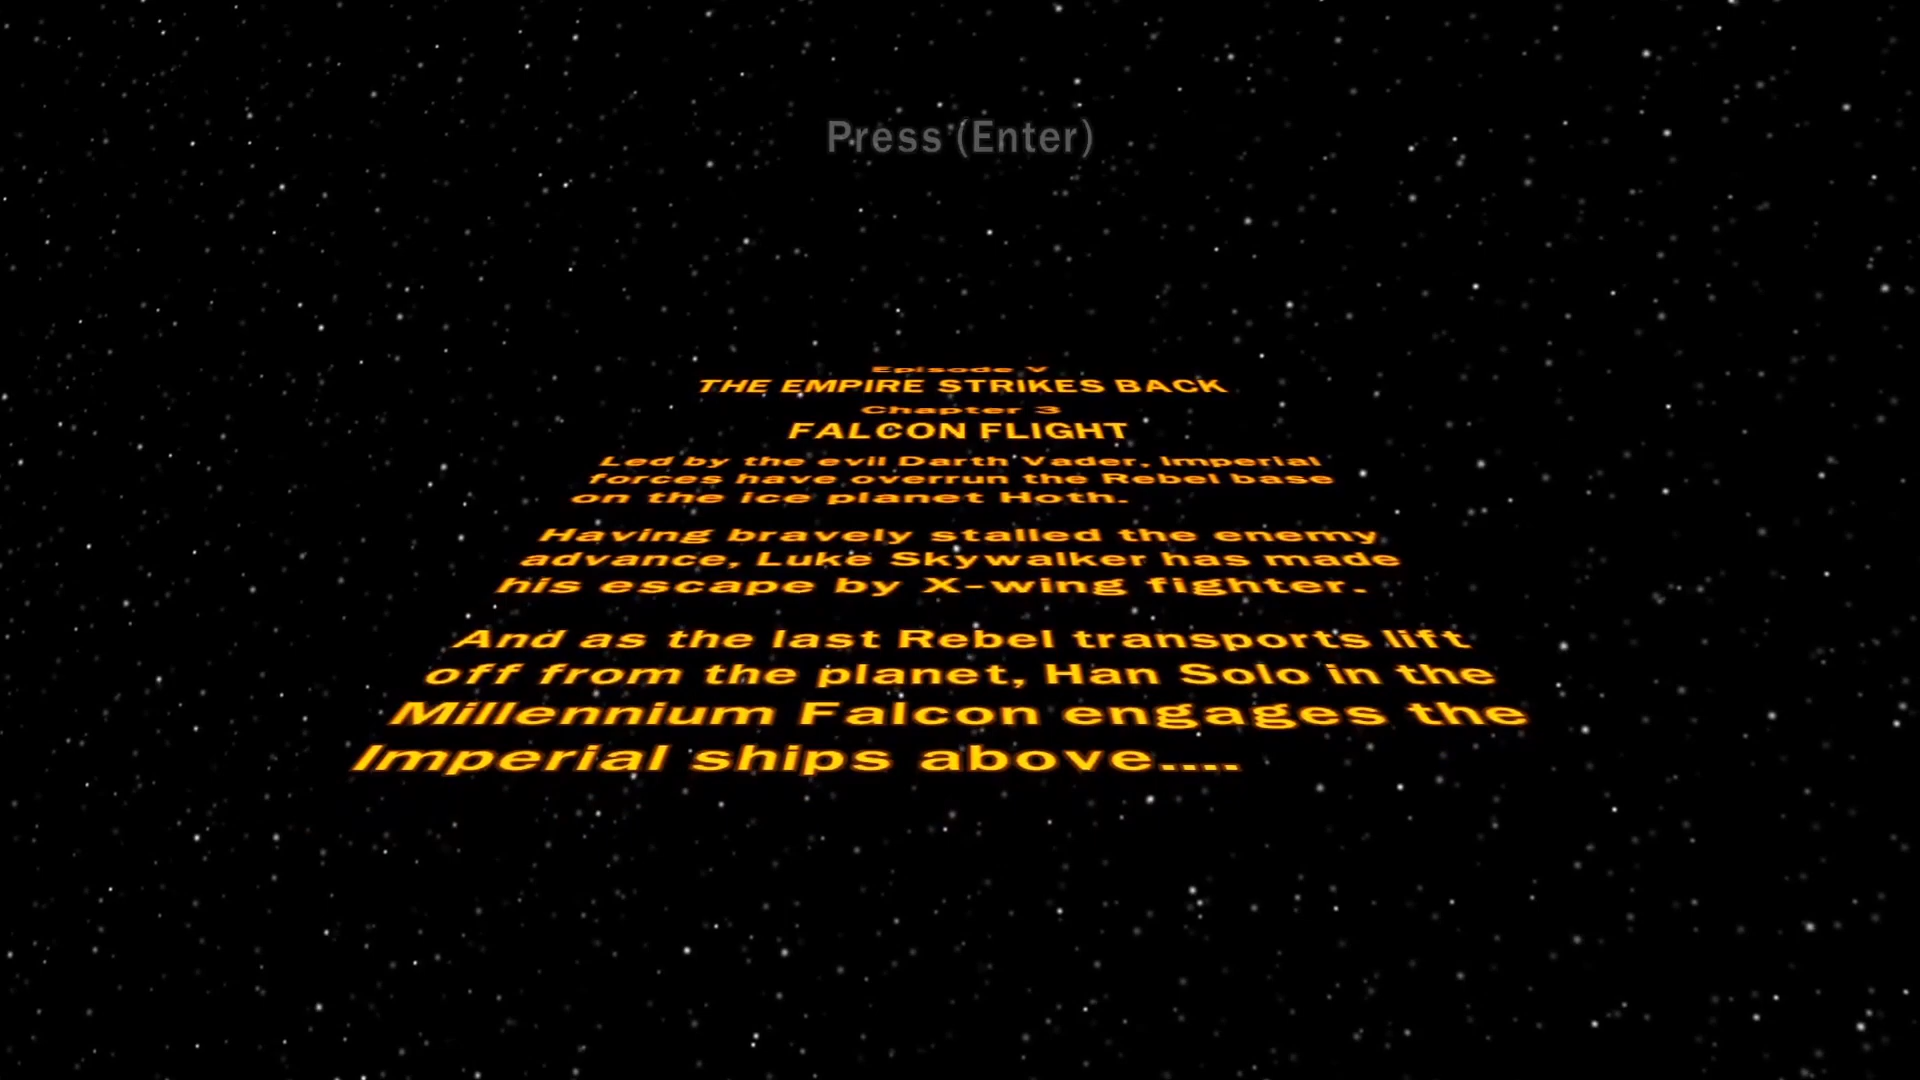 Press (Enter)
Episode V
THE EMPIRE STRIKES BACK
Chapter 3
FALCON FLIGHT
Led by the evil Darth Vader, Imperial
forces have overrun the Rebel base
on the ice planet Hoth.
Having bravely stalled the enemy
advance, Luke Skywalker has made
his escape by X-wing fighter.
And as the last Rebel transports lift
off from the planet, Han Solo in the
Millennium Falcon engages the
Imperial ships above....